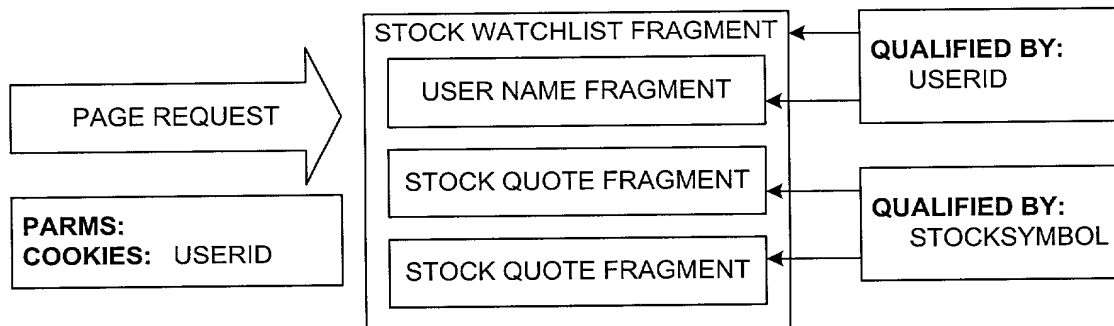 PAGE REQUEST
PARMS:
COOKIES: USERID
STOCK WATCHLIST FRAGMENT
USER NAME FRAGMENT
STOCK QUOTE FRAGMENT
STOCK QUOTE FRAGMENT
QUALIFIED BY:
USERID
QUALIFIED BY:
STOCKSYMBOL